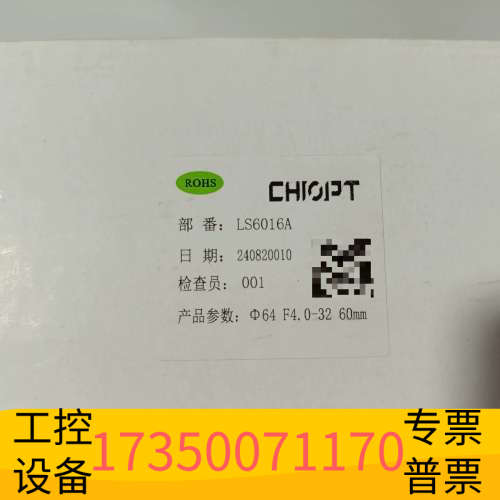 ROHS
CHIOPT
部 番: LS6016A
日 期: 240820010
检查员: 001
产品参数: Φ64 F4.0-32 60mm
工控 专票
17350071170
设备 普票